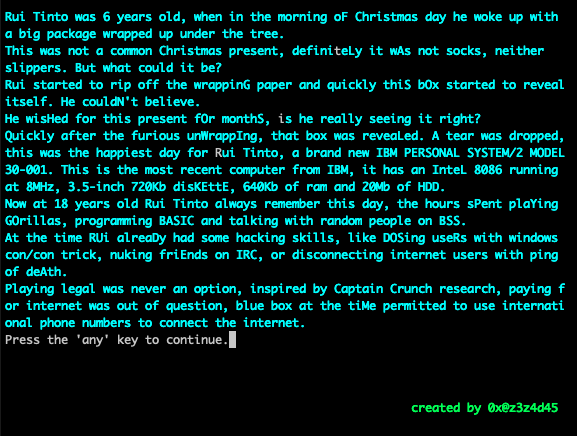 Rui Tinto was 6 years old, when in the morning oF Christmas day he woke up with
a big package wrapped up under the tree.
This was not a common Christmas present, definiteLy it wAs not socks, neither
slippers. But what could it be?
Rui started to rip off the wrappinG paper and quickly thiS bOx started to reveal
itself. He couldN't believe.
He wisHed for this present fOr monthS, is he really seeing it right?
Quickly after the furious unWrappIng, that box was reveaLed. A tear was dropped,
this was the happiest day for Rui Tinto, a brand new IBM PERSONAL SYSTEM/2 MODEL
30-001. This is the most recent computer from IBM, it has an InteL 8086 running
at 8MHz, 3.5-inch 720Kb disKEttE, 640Kb of ram and 20Mb of HDD.
Now at 18 years old Rui Tinto always remember this day, the hours sPent plaYing
GOrillas, programming BASIC and talking with random people on BSS.
At the time RUi alreaDy had some hacking skills, like DOSing useRs with windows
con/con trick, nuking friEnds on IRC, or disconnecting internet users with ping
of deAth.
Playing legal was never an option, inspired by Captain Crunch research, paying f
or internet was out of question, blue box at the tiMe permitted to use internati
onal phone numbers to connect the internet.
Press the 'any' key to continue.
created by 0x@z3z4d45